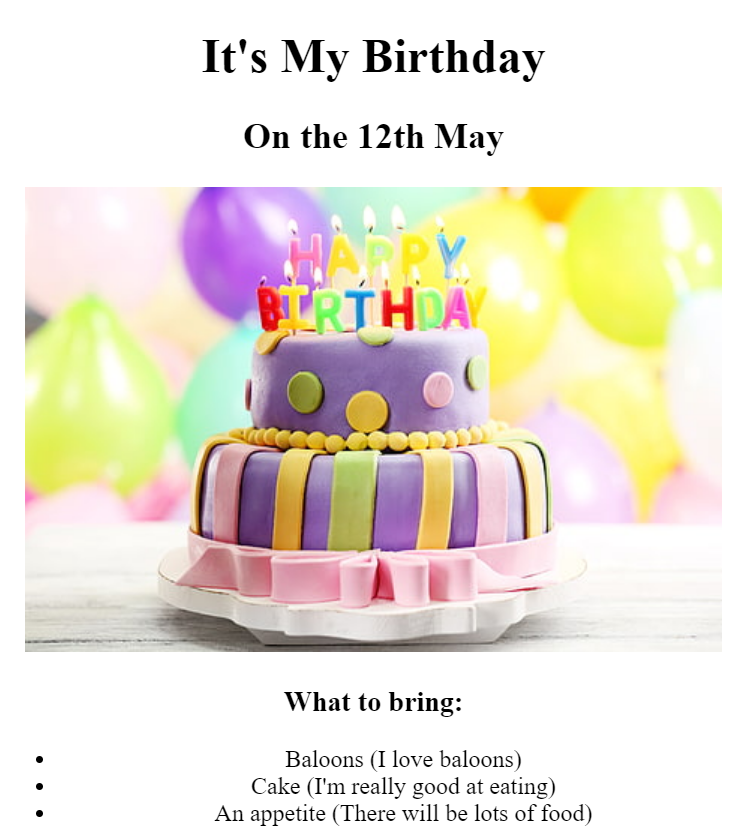 It's My Birthday
On the 12th May
HAPPY
BIRTHDAY
What to bring:
Baloons (I love baloons)
Cake (I'm really good at eating)
An appetite (There will be lots of food)